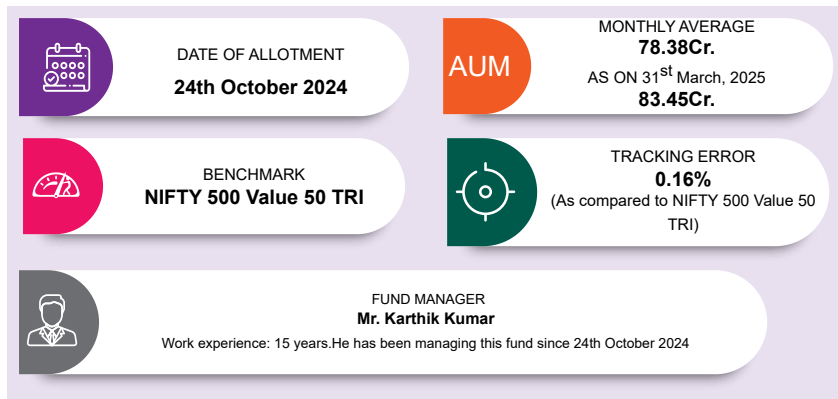 DATE OF ALLOTMENT
24th October 2024
AUM
MONTHLY AVERAGE
78.38Cr.
AS ON 31st March, 2025
83.45Cr.
BENCHMARK
NIFTY 500 Value 50 TRI
TRACKING ERROR
0.16%
(As compared to NIFTY 500 Value 50
TRI)
FUND MANAGER
Mr. Karthik Kumar
Work experience: 15 years.He has been managing this fund since 24th October 2024